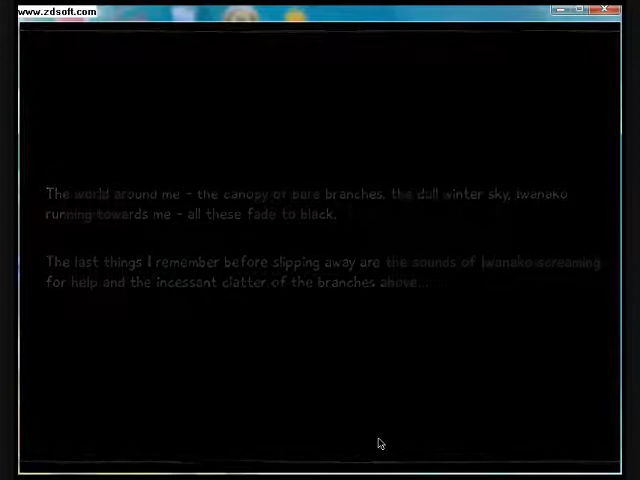 www.zdsoft.com
The world around me - the canopy of bare branches, the dull winter sky, Iwanako
running towards me - all these fade to black.
The last things I remember before slipping away are the sounds of Iwanako screaming
for help and the incessant clatter of the branches above...